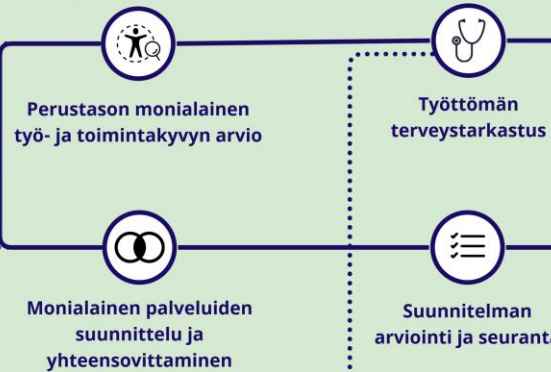 Perustason monialainen
työ- ja toimintakyvyn arvio
Työttömän
terveystarkastus
Monialainen palveluiden
suunnittelu ja
yhteensovittaminen
Suunnitelman
arviointi ja seuranta